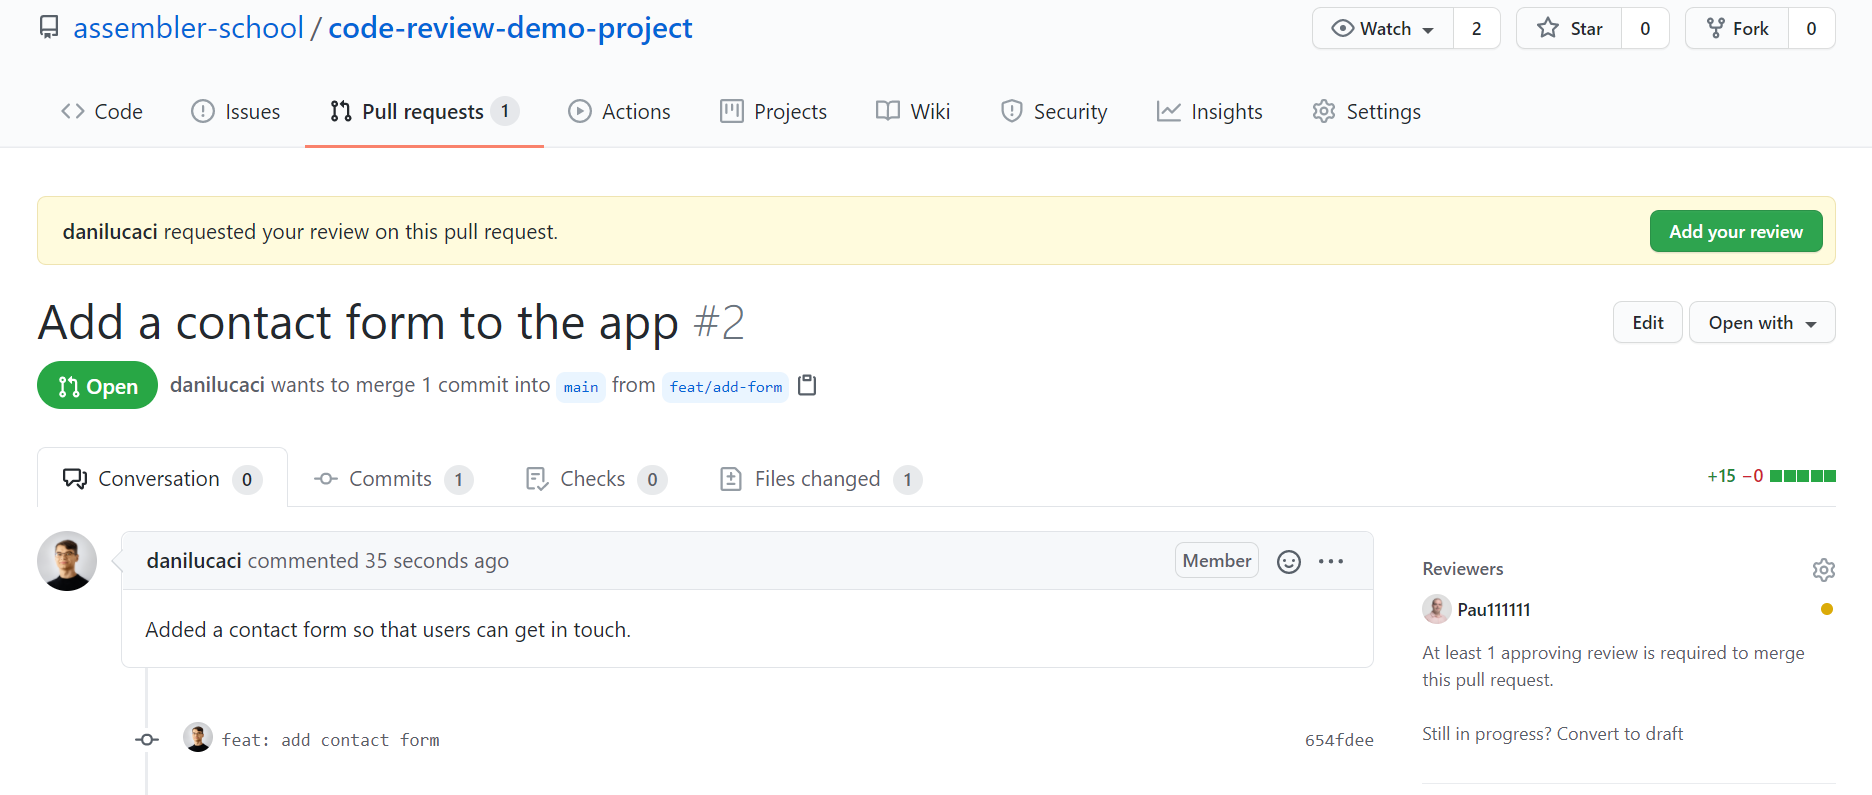 assembler-school / code-review-demo-project
Watch 2 Star 0 Fork 0
Code Issues Pull requests 1 Actions Projects Wiki Security Insights Settings
danilucaci requested your review on this pull request.
Add your review
Add a contact form to the app #2
Edit Open with
Open danilucaci wants to merge 1 commit into main from feat/add-form
Conversation 0 Commits 1 Checks 0 Files changed 1
+15 −0
danilucaci commented 35 seconds ago
Member
Added a contact form so that users can get in touch.
feat: add contact form 654fdee
Reviewers
Pau111111
At least 1 approving review is required to merge
this pull request.
Still in progress? Convert to draft